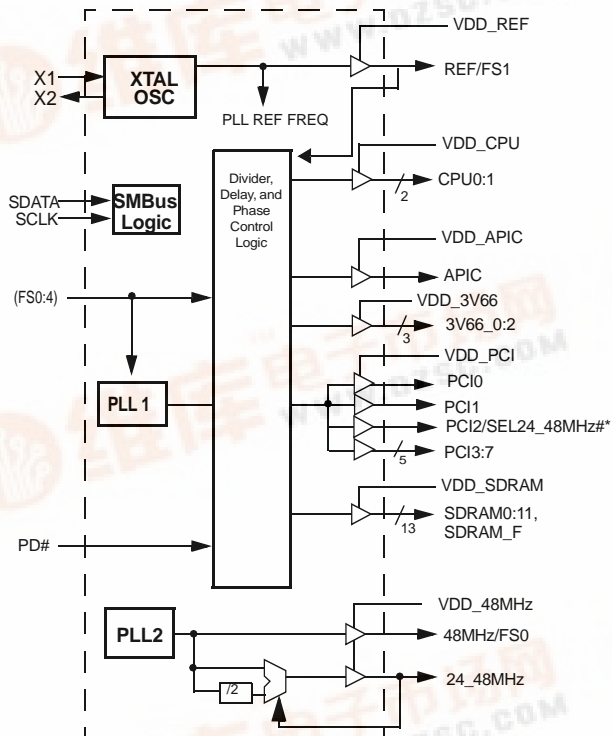 VDD_REF
X1
X2
XTAL
OSC
REF/FS1
PLL REF FREQ
VDD_CPU
CPU0:1
2
Divider,
Delay, and
Phase
Control
Logic
SDATA
SCLK
SMBus
Logic
VDD_APIC
APIC
(FS0:4)
VDD_3V66
3V66_0:2
3
VDD_PCI
PCI0
PCI1
PCI2/SEL24_48MHz#*
PCI3:7
5
PLL 1
VDD_SDRAM
SDRAM0:11,
SDRAM_F
13
PD#
VDD_48MHz
PLL2
48MHz/FS0
/2
24_48MHz